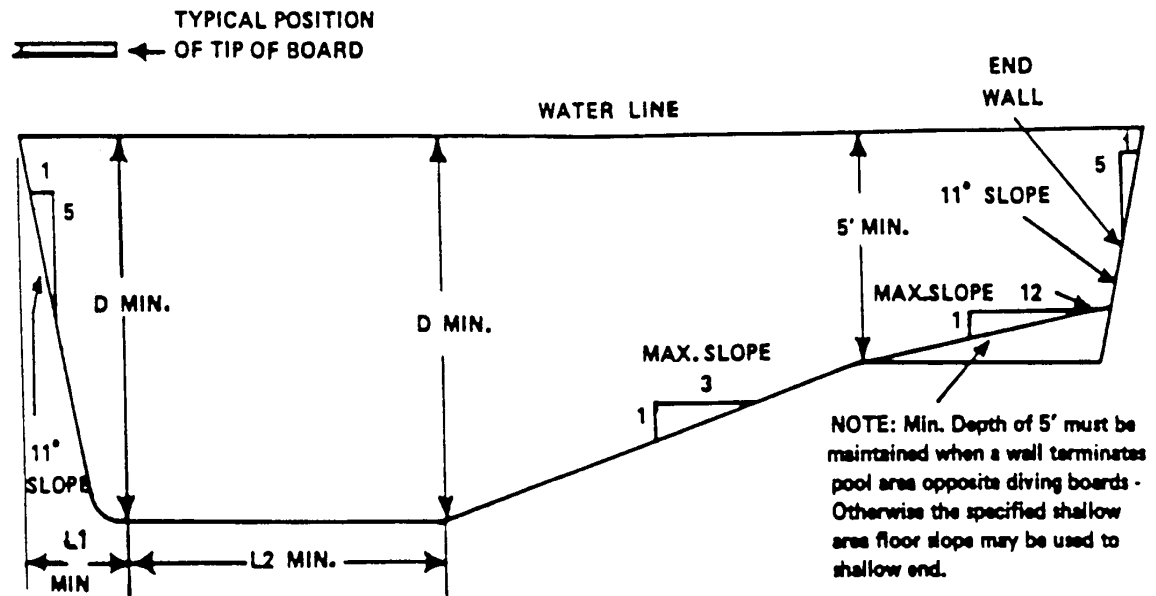 TYPICAL POSITION
OF TIP OF BOARD
END
WALL
WATER LINE
1
5
1
5
11° SLOPE
5' MIN.
D MIN.
D MIN.
MAX.SLOPE 12
1
MAX. SLOPE
3
1
11°
SLOPE
L1
MIN
L2 MIN.
NOTE: Min. Depth of 5' must be
maintained when a wall terminates
pool area opposite diving boards -
Otherwise the specified shallow
area floor slope may be used to
shallow end.